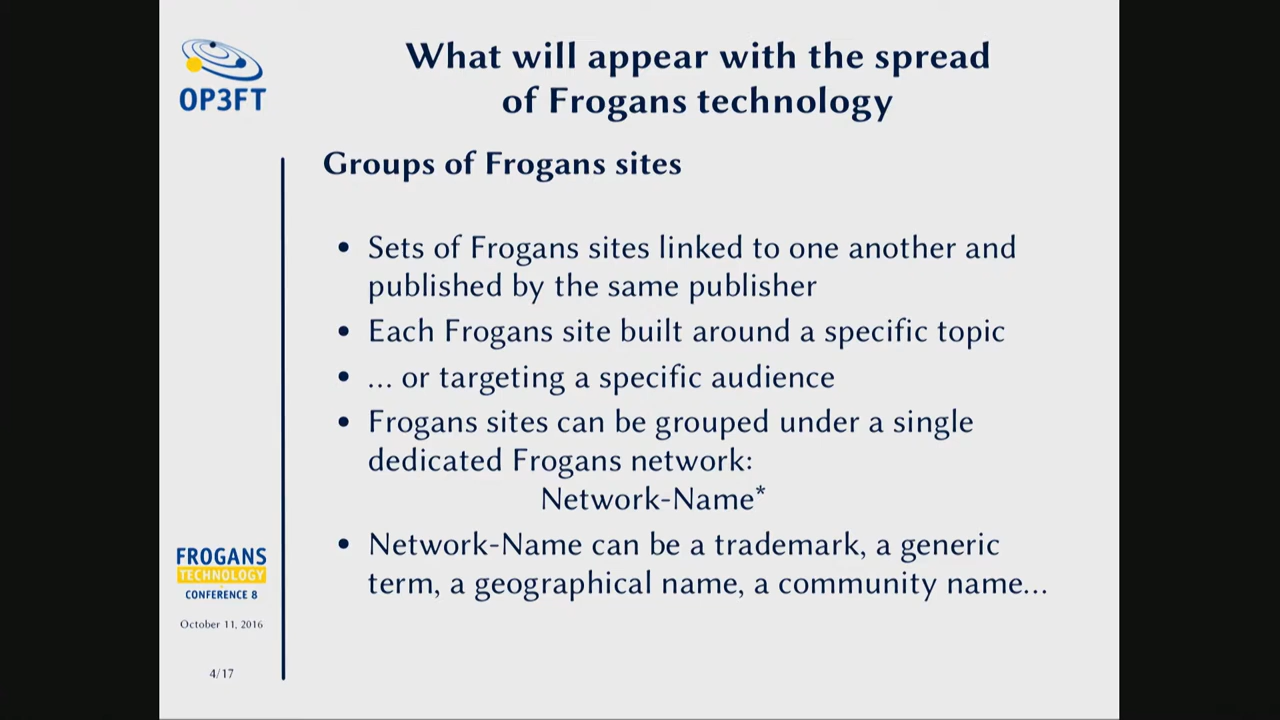 OP3FT
What will appear with the spread
of Frogans technology
Groups of Frogans sites
• Sets of Frogans sites linked to one another and
published by the same publisher
• Each Frogans site built around a specific topic
• ... or targeting a specific audience
• Frogans sites can be grouped under a single
dedicated Frogans network:
Network-Name*
• Network-Name can be a trademark, a generic
term, a geographical name, a community name...
FROGANS
TECHNOLOGY
CONFERENCE 8
October 11, 2016
4/17